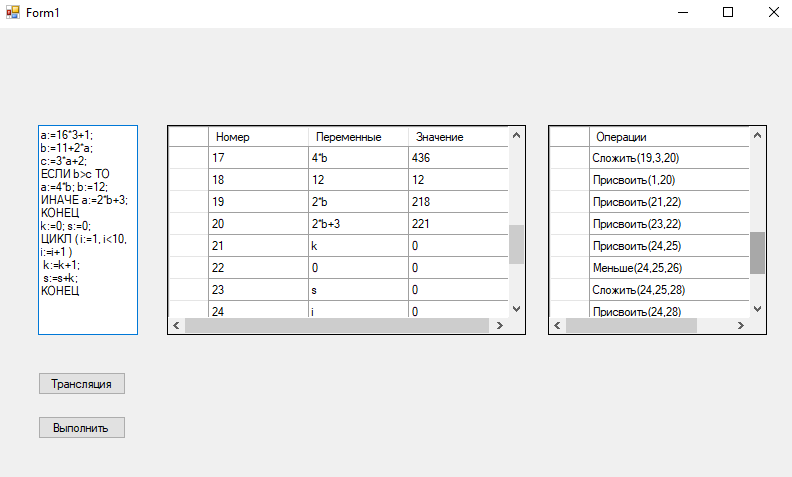 Form1
a:=16*3+1;
b:=11+2*a;
c:=3*a+2;
ЕСЛИ b>c ТО
a:=4*b; b:=12;
ИНАЧЕ a:=2*b+3;
КОНЕЦ
k:=0; s:=0;
ЦИКЛ ( i:=1, i<10,
i:=i+1 )
k:=k+1;
s:=s+k;
КОНЕЦ
Номер Переменные Значение
17 4*b 436
18 12 12
19 2*b 218
20 2*b+3 221
21 k 0
22 0 0
23 s 0
24 i 0
Операции
Сложить(19,3,20)
Присвоить(1,20)
Присвоить(21,22)
Присвоить(23,22)
Присвоить(24,25)
Меньше(24,25,26)
Сложить(24,25,28)
Присвоить(24,28)
Трансляция
Выполнить